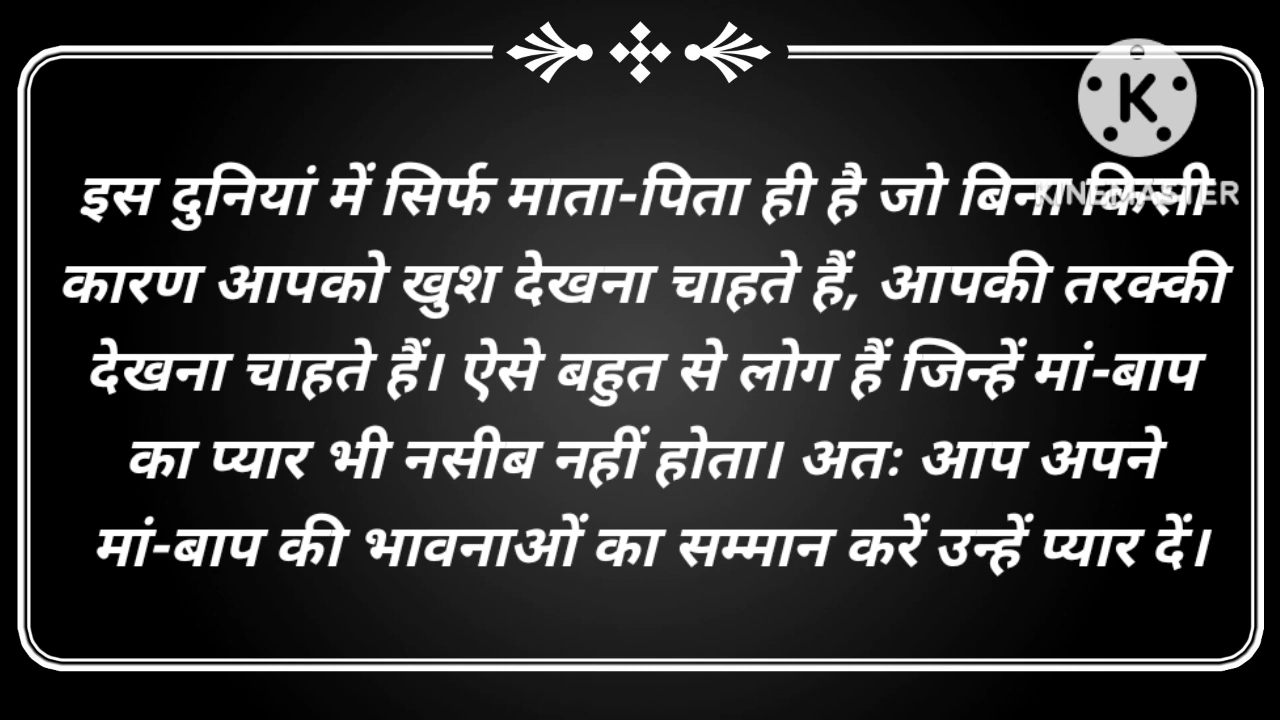 K
KINEMASTER
इस दुनियां में सिर्फ माता-पिता ही है जो बिना किसी
कारण आपको खुश देखना चाहते हैं, आपकी तरक्की
देखना चाहते हैं। ऐसे बहुत से लोग हैं जिन्हें मां-बाप
का प्यार भी नसीब नहीं होता। अतः आप अपने
मां-बाप की भावनाओं का सम्मान करें उन्हें प्यार दें।